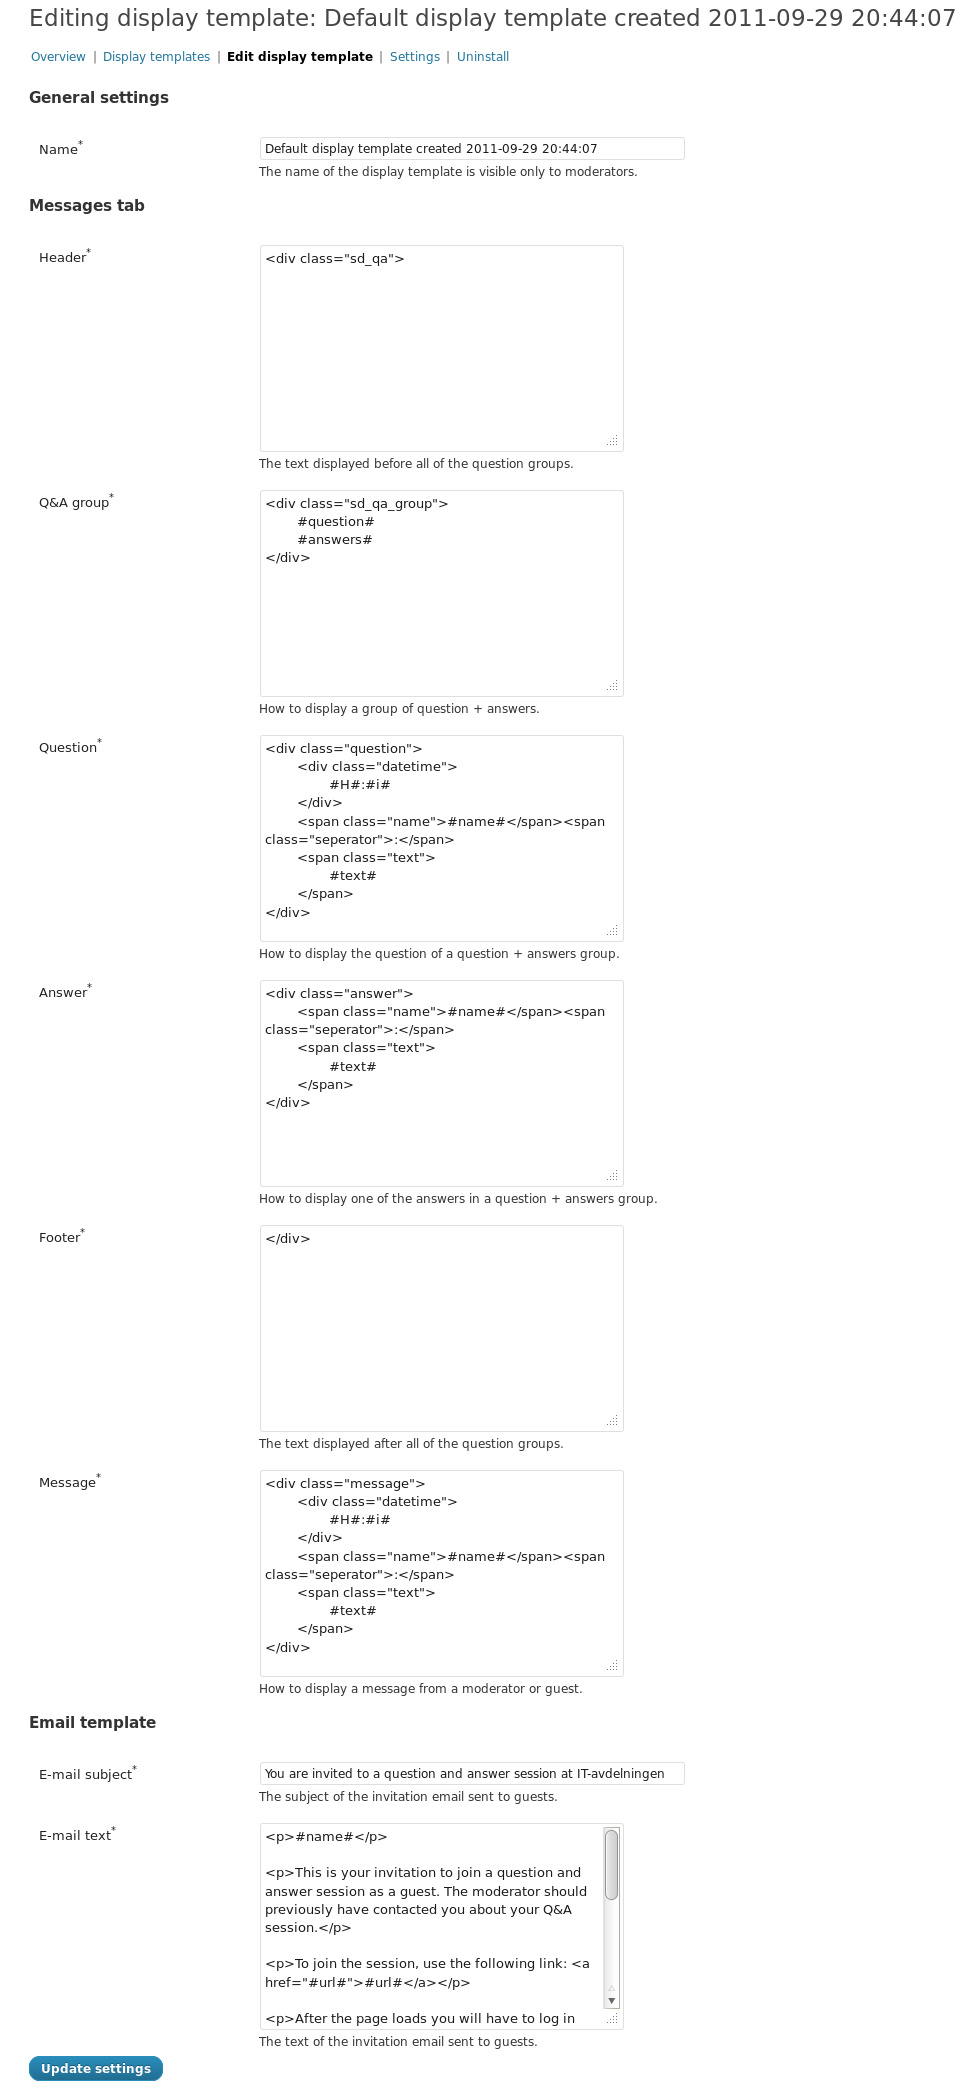 Editing display template: Default display template created 2011-09-29 20:44:07
Overview | Display templates | Edit display template | Settings | Uninstall
General settings
Name*
Default display template created 2011-09-29 20:44:07
The name of the display template is visible only to moderators.
Messages tab
Header*
<div class="sd_qa">
The text displayed before all of the question groups.
Q&A group*
<div class="sd_qa_group">
#question#
#answers#
</div>
How to display a group of question + answers.
Question*
<div class="question">
<div class="datetime">
#H#:#i#
</div>
<span class="name">#name#</span><span
class="seperator">:</span>
<span class="text">
#text#
</span>
</div>
How to display the question of a question + answers group.
Answer*
<div class="answer">
<span class="name">#name#</span><span
class="seperator">:</span>
<span class="text">
#text#
</span>
</div>
How to display one of the answers in a question + answers group.
Footer*
</div>
The text displayed after all of the question groups.
Message*
<div class="message">
<div class="datetime">
#H#:#i#
</div>
<span class="name">#name#</span><span
class="seperator">:</span>
<span class="text">
#text#
</span>
</div>
How to display a message from a moderator or guest.
Email template
E-mail subject*
You are invited to a question and answer session at IT-avdelningen
The subject of the invitation email sent to guests.
E-mail text*
<p>#name#</p>
<p>This is your invitation to join a question and
answer session as a guest. The moderator should
previously have contacted you about your Q&A
session.</p>
<p>To join the session, use the following link: <a
href="#url#">#url#</a></p>
<p>After the page loads you will have to log in
The text of the invitation email sent to guests.
Update settings